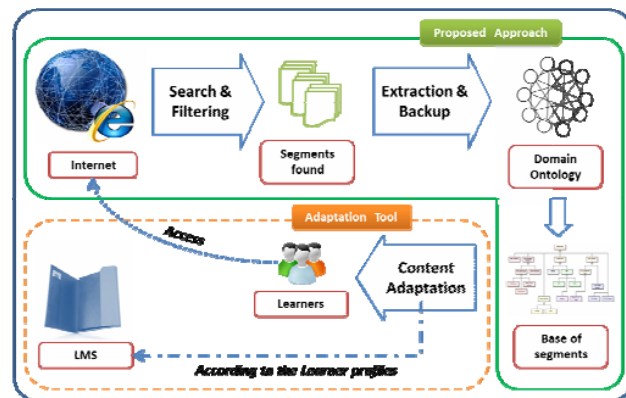 Proposed Approach
Search &
Filtering
Extraction &
Backup
Internet
Segments
found
Domain
Ontology
Adaptation Tool
Access
Learners
Content
Adaptation
LMS
According to the Learner profiles
Base of
segments